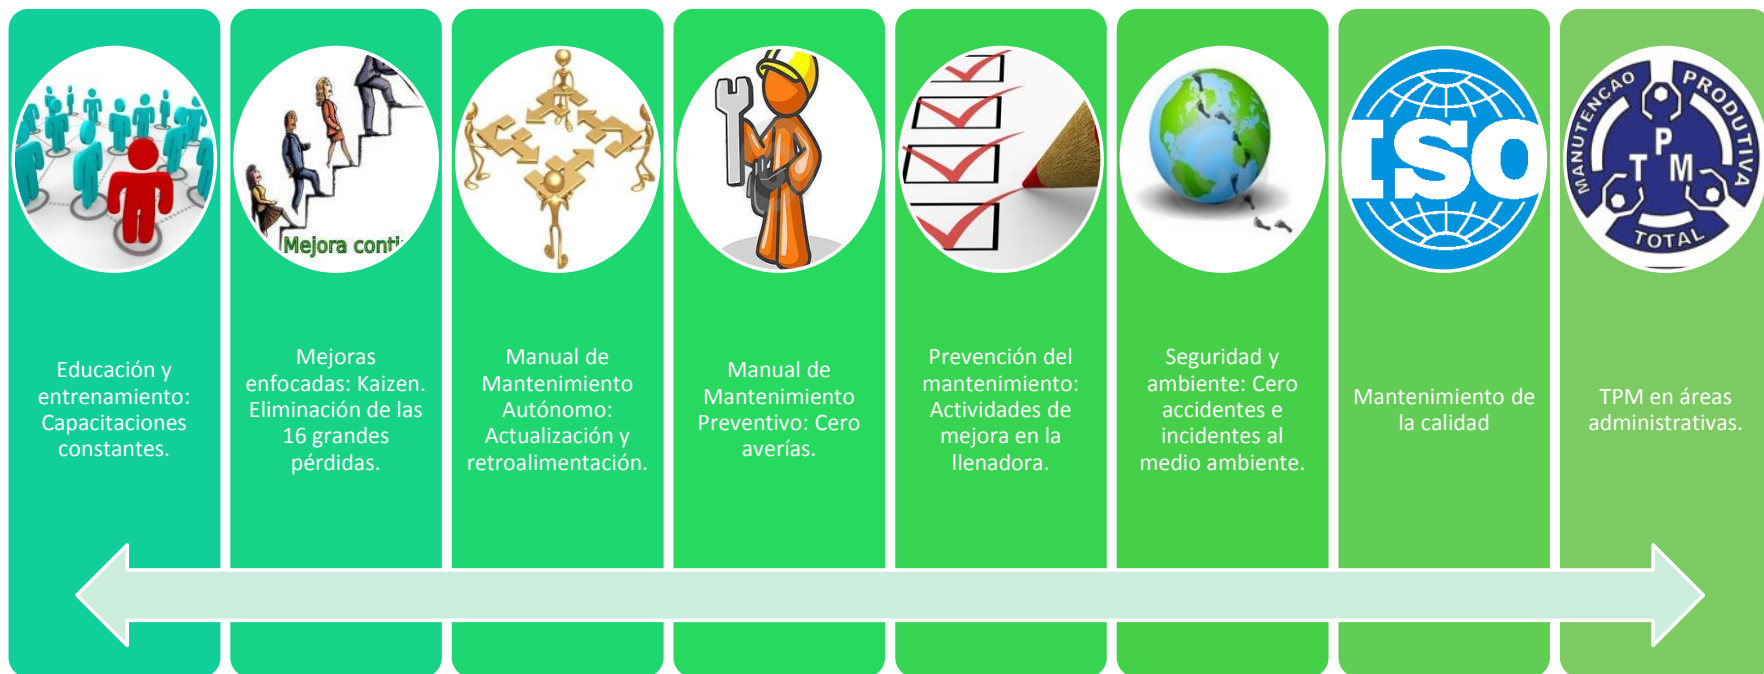 Mejora conti
ISO
MANUTENÇAO
PRODUTIVA
TOTAL
TPM
Educación y
entrenamiento:
Capacitaciones
constantes.
Mejoras
enfocadas: Kaizen.
Eliminación de las
16 grandes
pérdidas.
Manual de
Mantenimiento
Autónomo:
Actualización y
retroalimentación.
Manual de
Mantenimiento
Preventivo: Cero
averías.
Prevención del
mantenimiento:
Actividades de
mejora en la
llenadora.
Seguridad y
ambiente: Cero
accidentes e
incidentes al
medio ambiente.
Mantenimiento de
la calidad
TPM en áreas
administrativas.